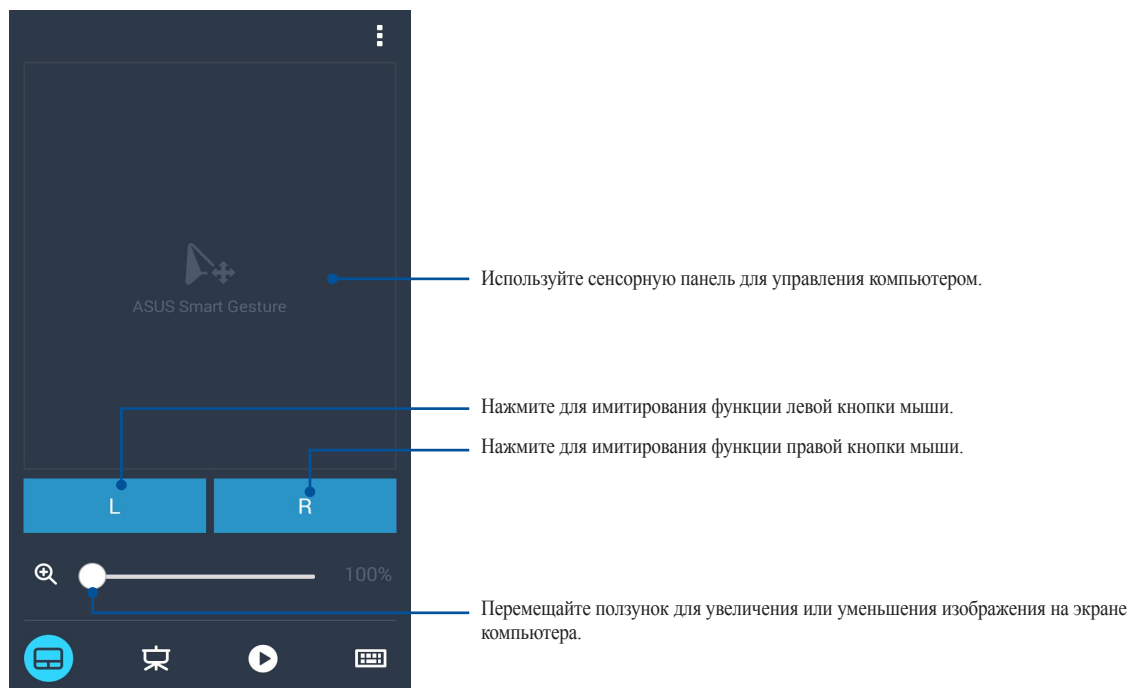 ASUS Smart Gesture
Используйте сенсорную панель для управления компьютером.
Нажмите для имитирования функции левой кнопки мыши.
Нажмите для имитирования функции правой кнопки мыши.
L
R
100%
Перемещайте ползунок для увеличения или уменьшения изображения на экране
компьютера.